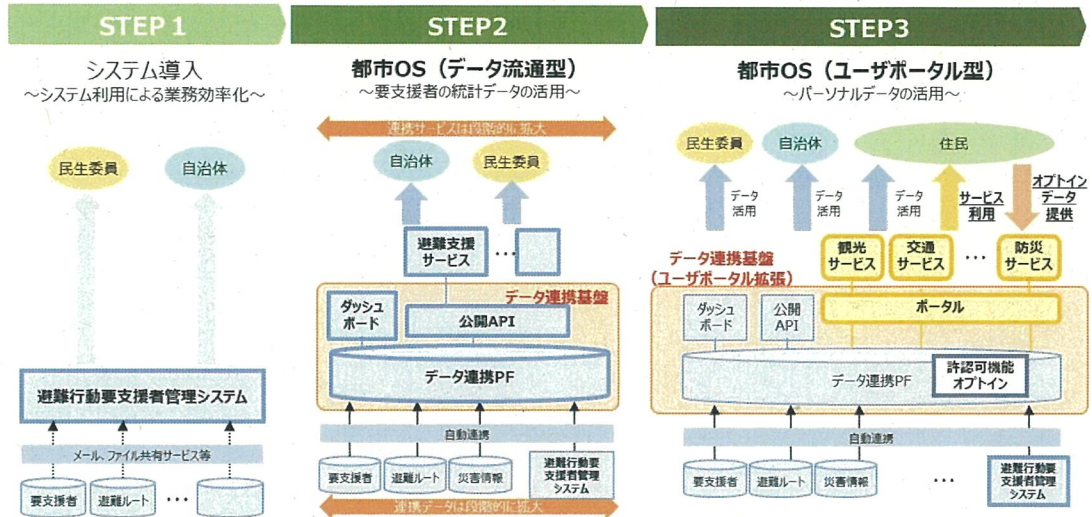 STEP 1
システム導入
～システム利用による業務効率化～
民生委員
自治体
避難行動要支援者管理システム
メール、ファイル共有サービス等
要支援者
避難ルート
・・・
STEP2
都市OS（データ流通型）
～要支援者の統計データの活用～
連携サービスは段階的に拡大
自治体
民生委員
避難支援
サービス
・・・
データ連携基盤
ダッシュ
ボード
公開API
データ連携PF
自動連携
要支援者
避難ルート
災害情報
避難行動要
支援者管理
システム
連携データは段階的に拡大
STEP3
都市OS（ユーザポータル型）
～パーソナルデータの活用～
民生委員
自治体
住民
データ
活用
データ
活用
データ
活用
サービス
利用
オプトイン
データ
提供
データ連携基盤
（ユーザポータル拡張）
観光
サービス
交通
サービス
・・・
防災
サービス
ダッシュ
ボード
公開
API
ポータル
データ連携PF
許認可機能
オプトイン
自動連携
要支援者
避難ルート
災害情報
・・・
避難行動要
支援者管理
システム